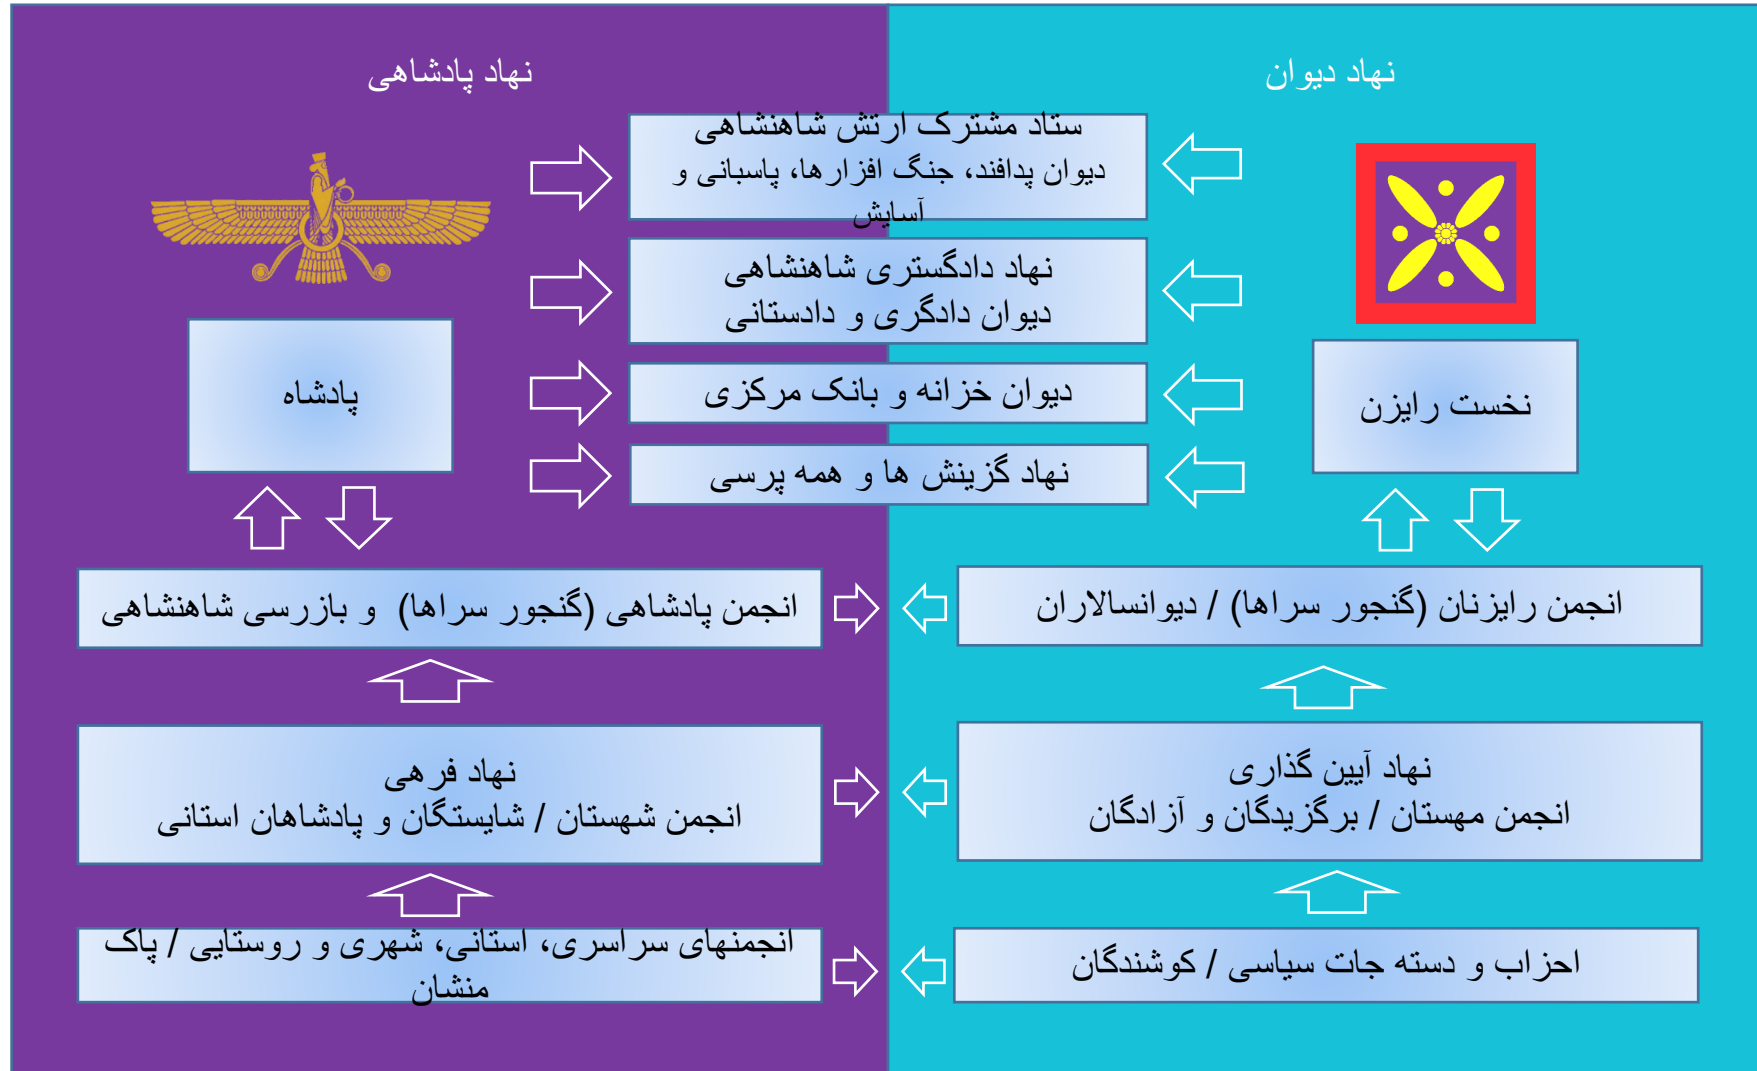 نهاد دیوان
نهاد پادشاهی
ستاد مشترک ارتش شاهنشاهی
دیوان پدافند، جنگ افزارها، پاسبانی و
آسایش
نهاد دادگستری شاهنشاهی
دیوان دادگری و دادستانی
دیوان خزانه و بانک مرکزی
نهاد گزینش ها و همه پرسی
نخست رایزن
پادشاه
انجمن رایزنان (گنجور سراها) / دیوانسالاران
انجمن پادشاهی (گنجور سراها) و بازرسی شاهنشاهی
نهاد آیین گذاری
انجمن مهستان / برگزیدگان و آزادگان
نهاد فرهی
انجمن شهستان / شایستگان و پادشاهان استانی
احزاب و دسته جات سیاسی / کوشندگان
انجمنهای سراسری، استانی، شهری و روستایی / پاک
منشان